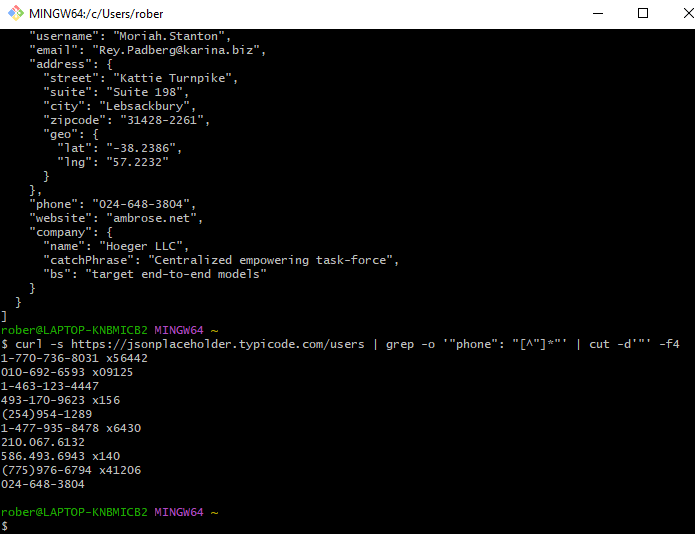 MINGW64:/c/Users/rober
    "username": "Moriah.Stanton",
    "email": "Rey.Padberg@karina.biz",
    "address": {
      "street": "Kattie Turnpike",
      "suite": "Suite 198",
      "city": "Lebsackbury",
      "zipcode": "31428-2261",
      "geo": {
        "lat": "-38.2386",
        "lng": "57.2232"
      }
    },
    "phone": "024-648-3804",
    "website": "ambrose.net",
    "company": {
      "name": "Hoeger LLC",
      "catchPhrase": "Centralized empowering task-force",
      "bs": "target end-to-end models"
    }
  }
]
rober@LAPTOP-KNBMICB2 MINGW64 ~
$ curl -s https://jsonplaceholder.typicode.com/users | grep -o '"phone": "[^"]*"' | cut -d'"' -f4
1-770-736-8031 x56442
010-692-6593 x09125
1-463-123-4447
493-170-9623 x156
(254)954-1289
1-477-935-8478 x6430
210.067.6132
586.493.6943 x140
(775)976-6794 x41206
024-648-3804

rober@LAPTOP-KNBMICB2 MINGW64 ~
$